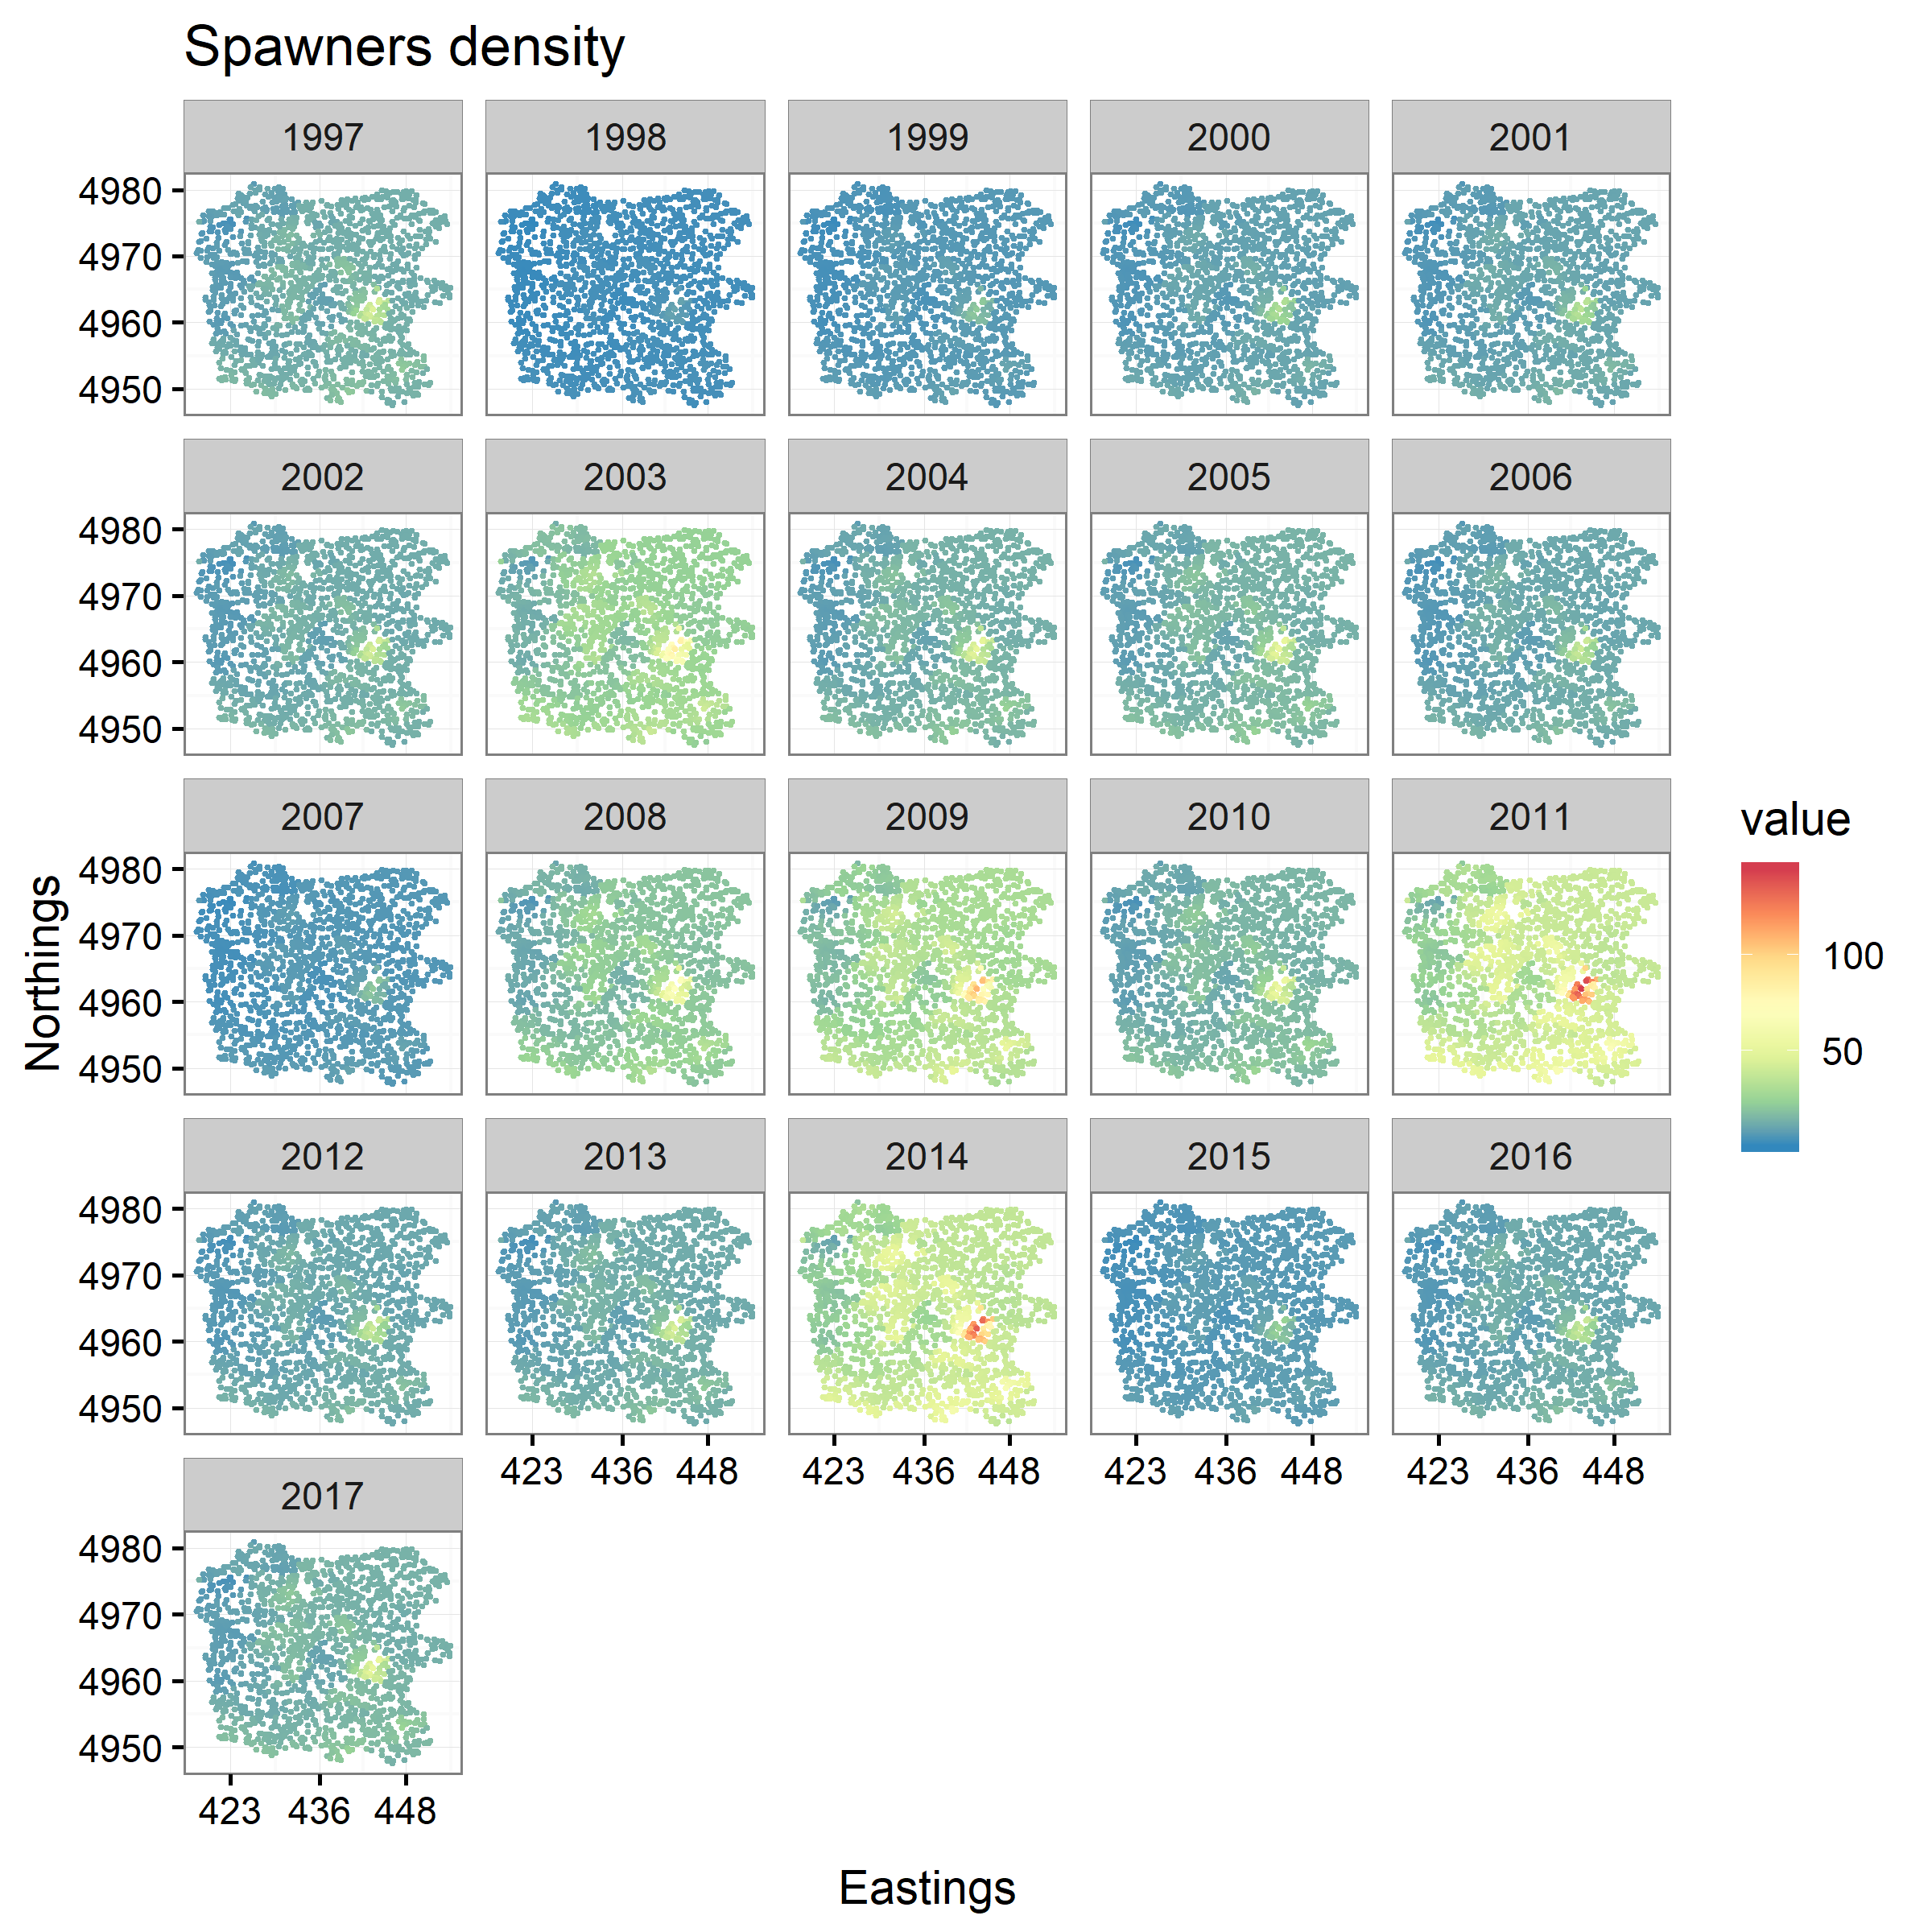 Spawners density
1997 1998 1999 2000 2001
4980
4970
4960
4950
2002 2003 2004 2005 2006
4980
4970
4960
4950
2007 2008 2009 2010 2011
4980
4970
4960
4950
Northings
value
100
50
2012 2013 2014 2015 2016
4980
4970
4960
4950
423 436 448 423 436 448 423 436 448 423 436 448
2017
4980
4970
4960
4950
423 436 448
Eastings